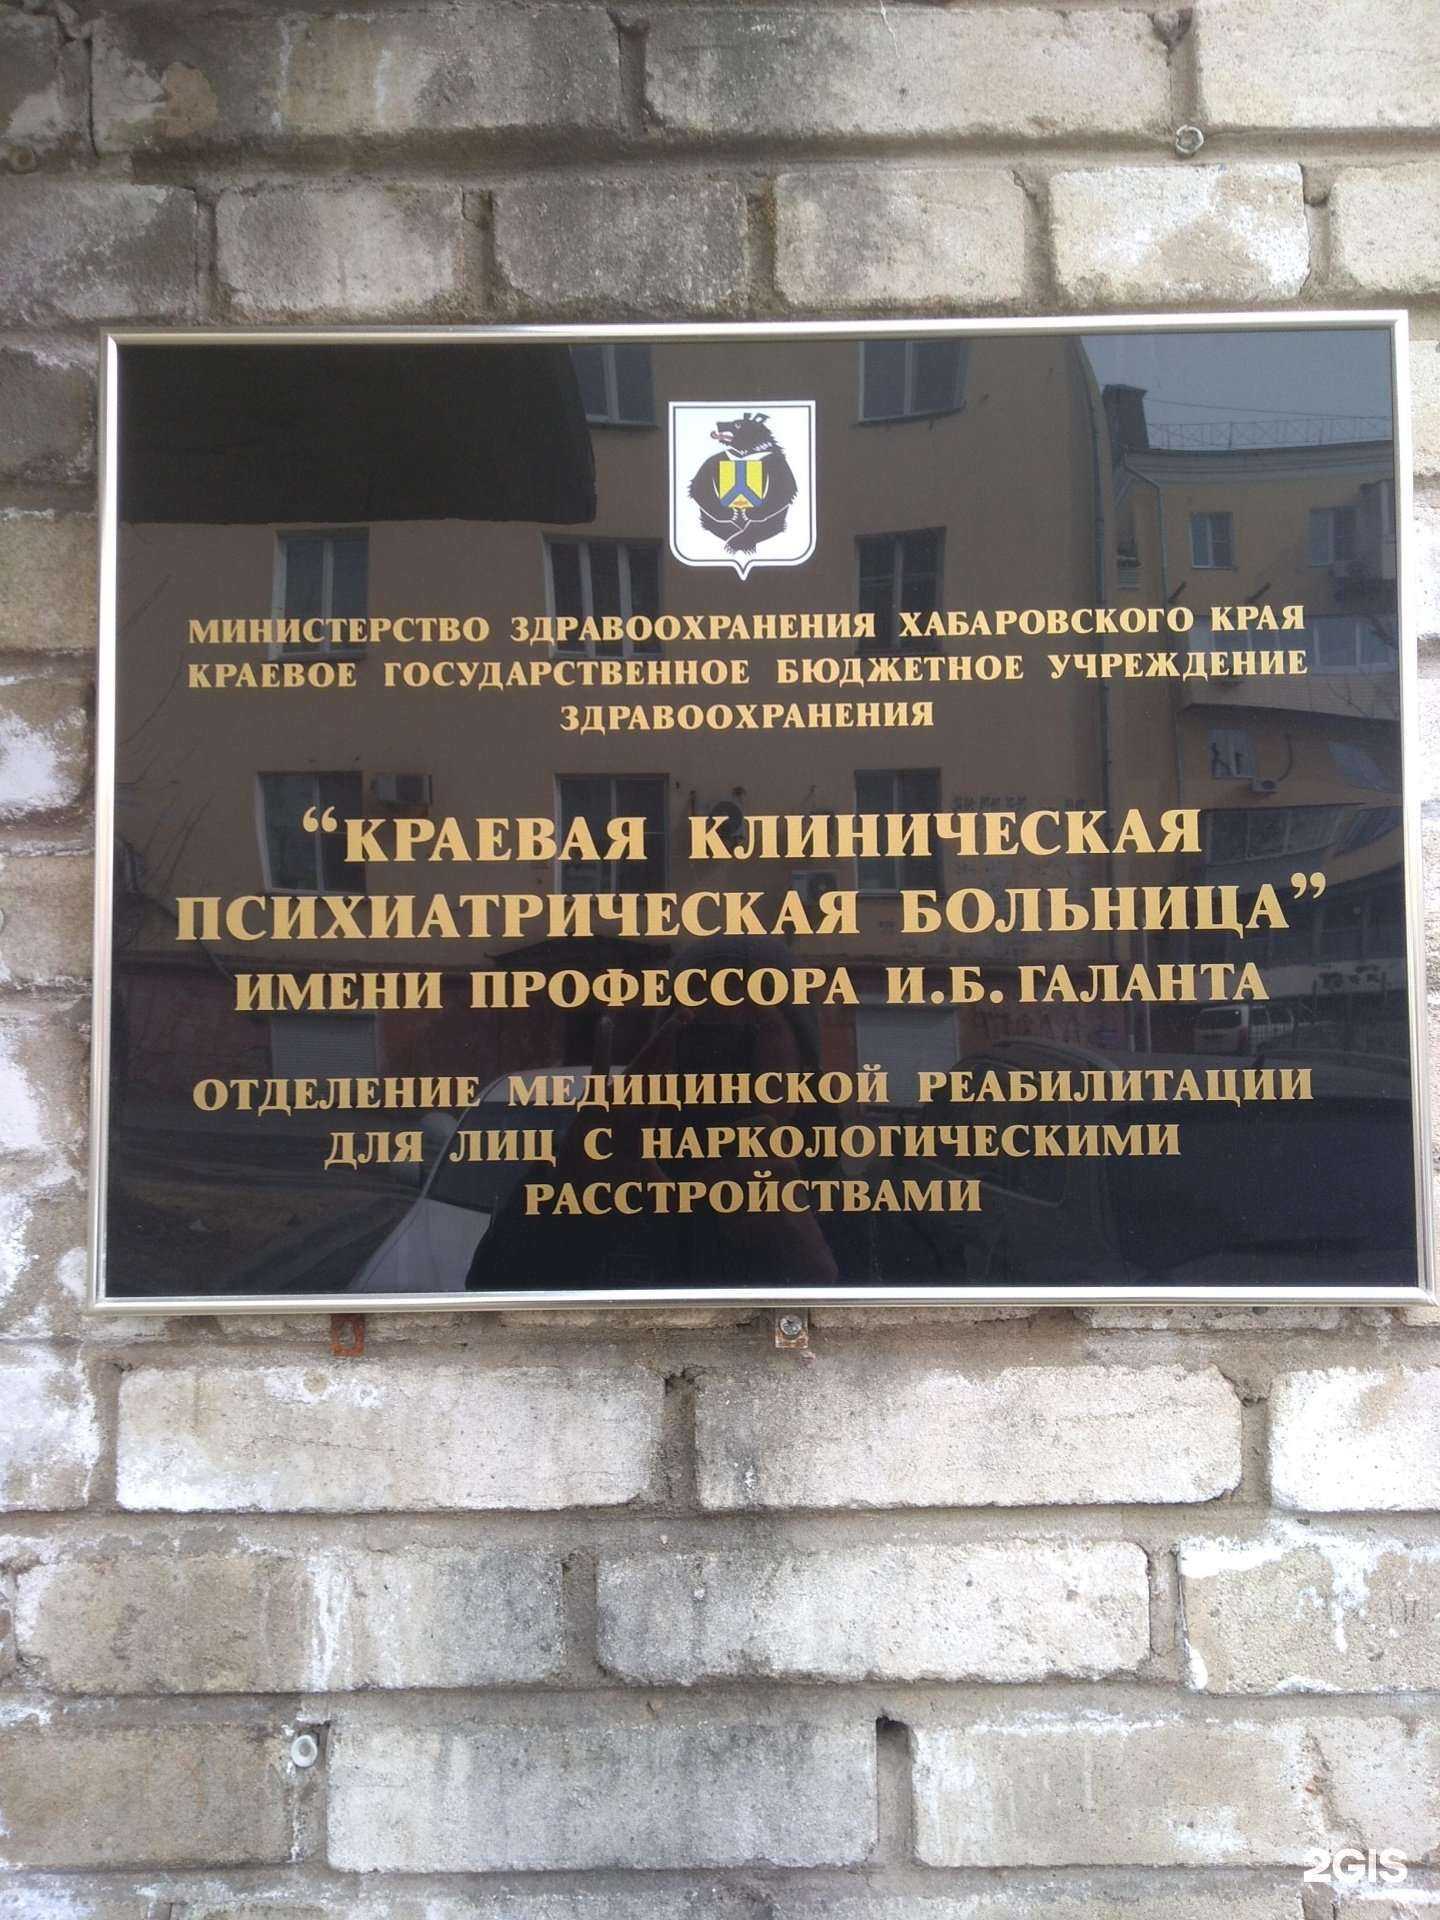 МИНИСТЕРСТВО ЗДРАВООХРАНЕНИЯ ХАБАРОВСКОГО КРАЯ
КРАЕВОЕ ГОСУДАРСТВЕННОЕ БЮДЖЕТНОЕ УЧРЕЖДЕНИЕ
ЗДРАВООХРАНЕНИЯ
“КРАЕВАЯ КЛИНИЧЕСКАЯ
ПСИХИАТРИЧЕСКАЯ БОЛЬНИЦА”
ИМЕНИ ПРОФЕССОРА И.Б. ГАЛАНТА
ОТДЕЛЕНИЕ МЕДИЦИНСКОЙ РЕАБИЛИТАЦИИ
ДЛЯ ЛИЦ С НАРКОЛОГИЧЕСКИМИ
РАССТРОЙСТВАМИ
2GIS